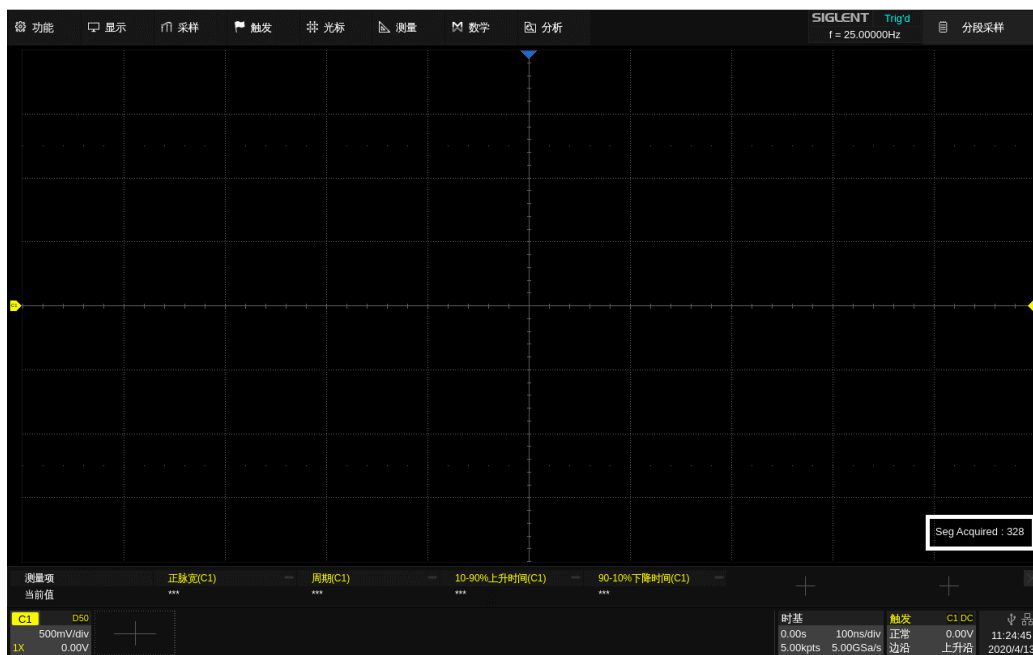 功能 显示 采样 触发 光标 测量 数学 分析 SIGLENT Trig'd 分段采样
f = 25.00000Hz
Seg Acquired : 328
测量项 正脉宽(C1) 周期(C1) 10-90%上升时间(C1) 90-10%下降时间(C1)
当前值 *** *** *** ***
C1 D50 时基 触发 C1 DC
500mV/div 0.00s 100ns/div 正常 0.00V 11:24:45
1X 0.00V 5.00kpts 5.00GSa/s 边沿 上升沿